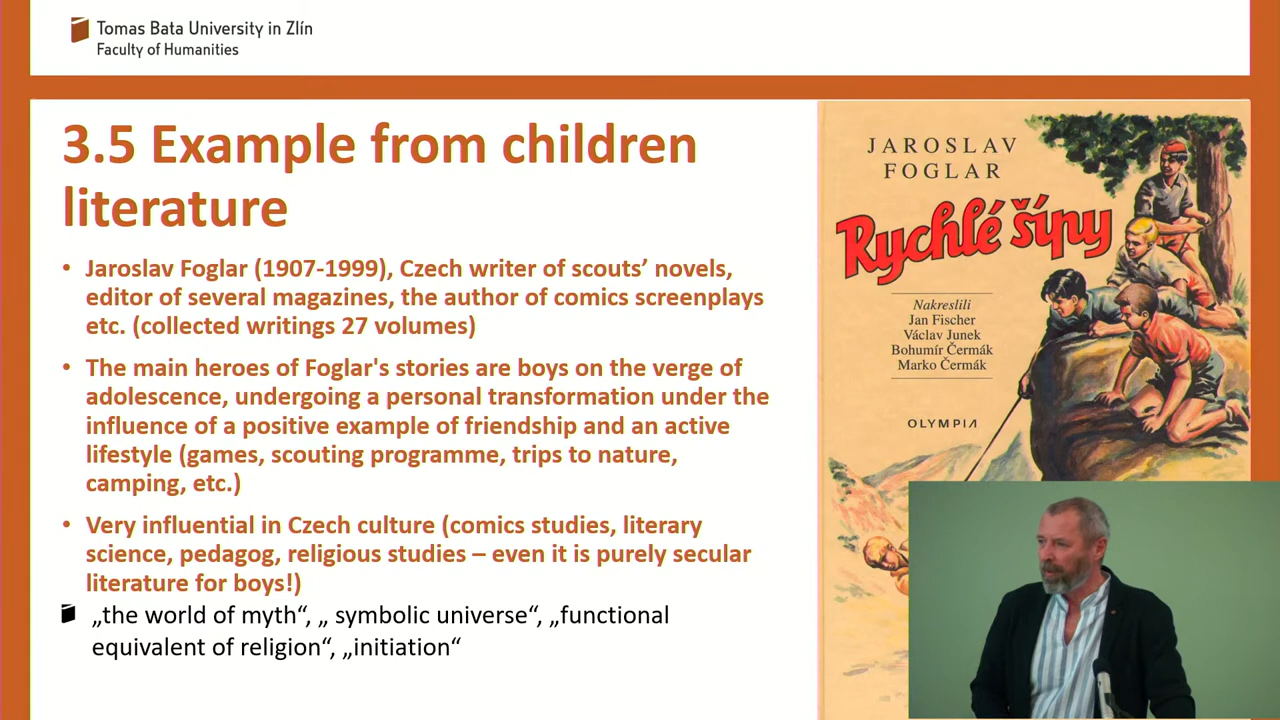 Tomas Bata University in Zlín
Faculty of Humanities
3.5 Example from children
literature
• Jaroslav Foglar (1907-1999), Czech writer of scouts’ novels,
editor of several magazines, the author of comics screenplays
etc. (collected writings 27 volumes)
• The main heroes of Foglar's stories are boys on the verge of
adolescence, undergoing a personal transformation under the
influence of a positive example of friendship and an active
lifestyle (games, scouting programme, trips to nature,
camping, etc.)
• Very influential in Czech culture (comics studies, literary
science, pedagog, religious studies – even it is purely secular
literature for boys!)
„the world of myth“, „ symbolic universe“, „functional
equivalent of religion“, „initiation“
JAROSLAV
FOGLAR
Rychlé šípy
Nakreslili
Jan Fischer
Václav Junek
Bohumír Čermák
Marko Čermák
OLYMPIA